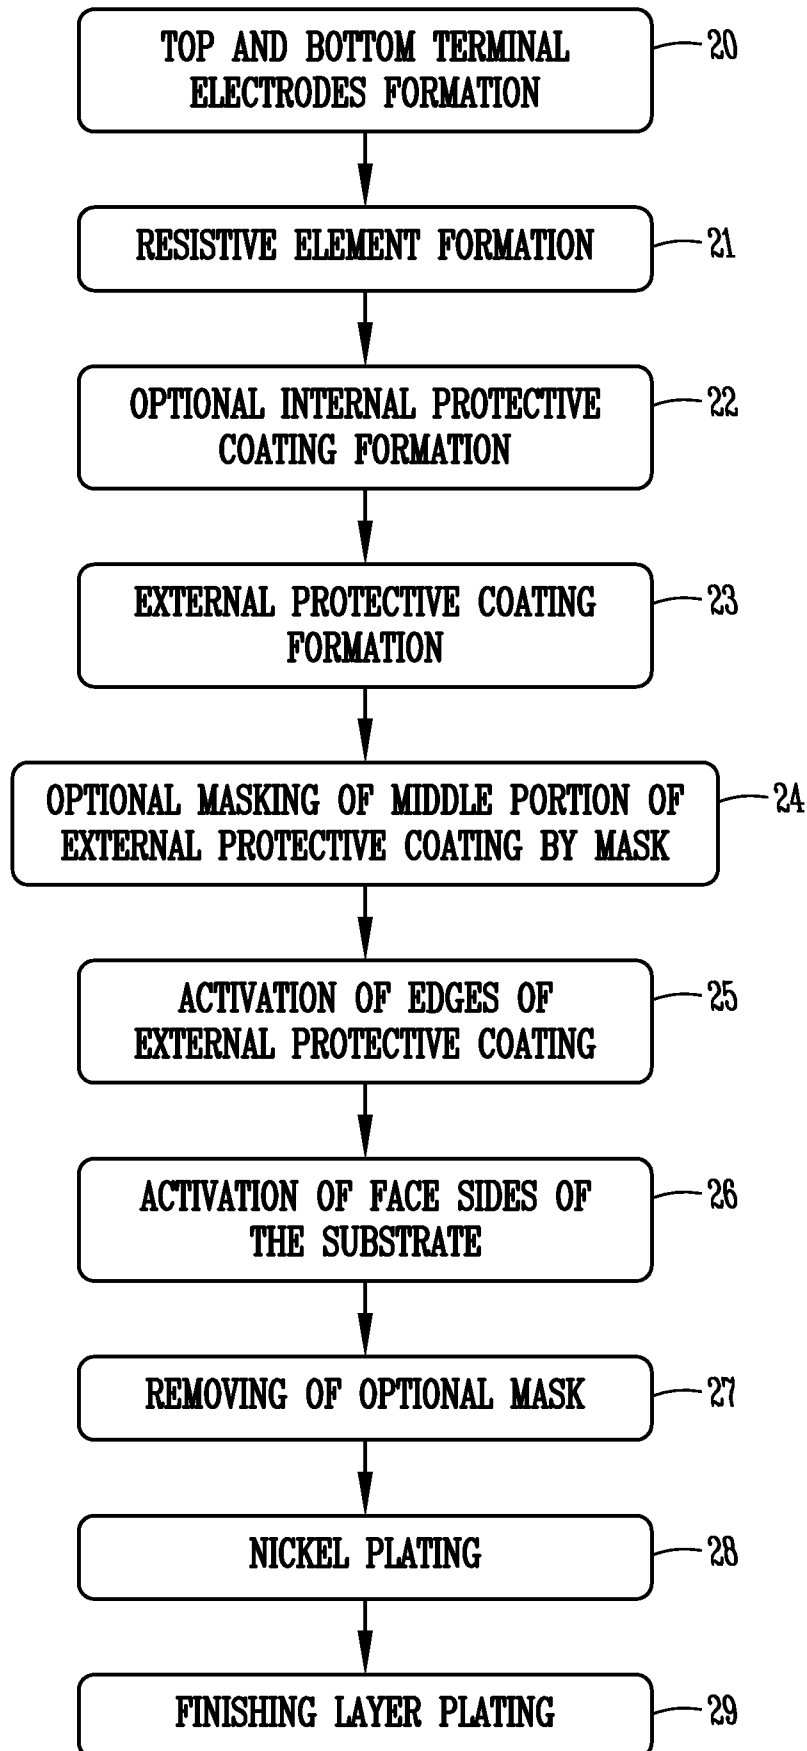 TOP AND BOTTOM TERMINAL
ELECTRODES FORMATION
20
RESISTIVE ELEMENT FORMATION
21
OPTIONAL INTERNAL PROTECTIVE
COATING FORMATION
22
EXTERNAL PROTECTIVE COATING
FORMATION
23
OPTIONAL MASKING OF MIDDLE PORTION OF
EXTERNAL PROTECTIVE COATING BY MASK
24
ACTIVATION OF EDGES OF
EXTERNAL PROTECTIVE COATING
25
ACTIVATION OF FACE SIDES OF
THE SUBSTRATE
26
REMOVING OF OPTIONAL MASK
27
NICKEL PLATING
28
FINISHING LAYER PLATING
29